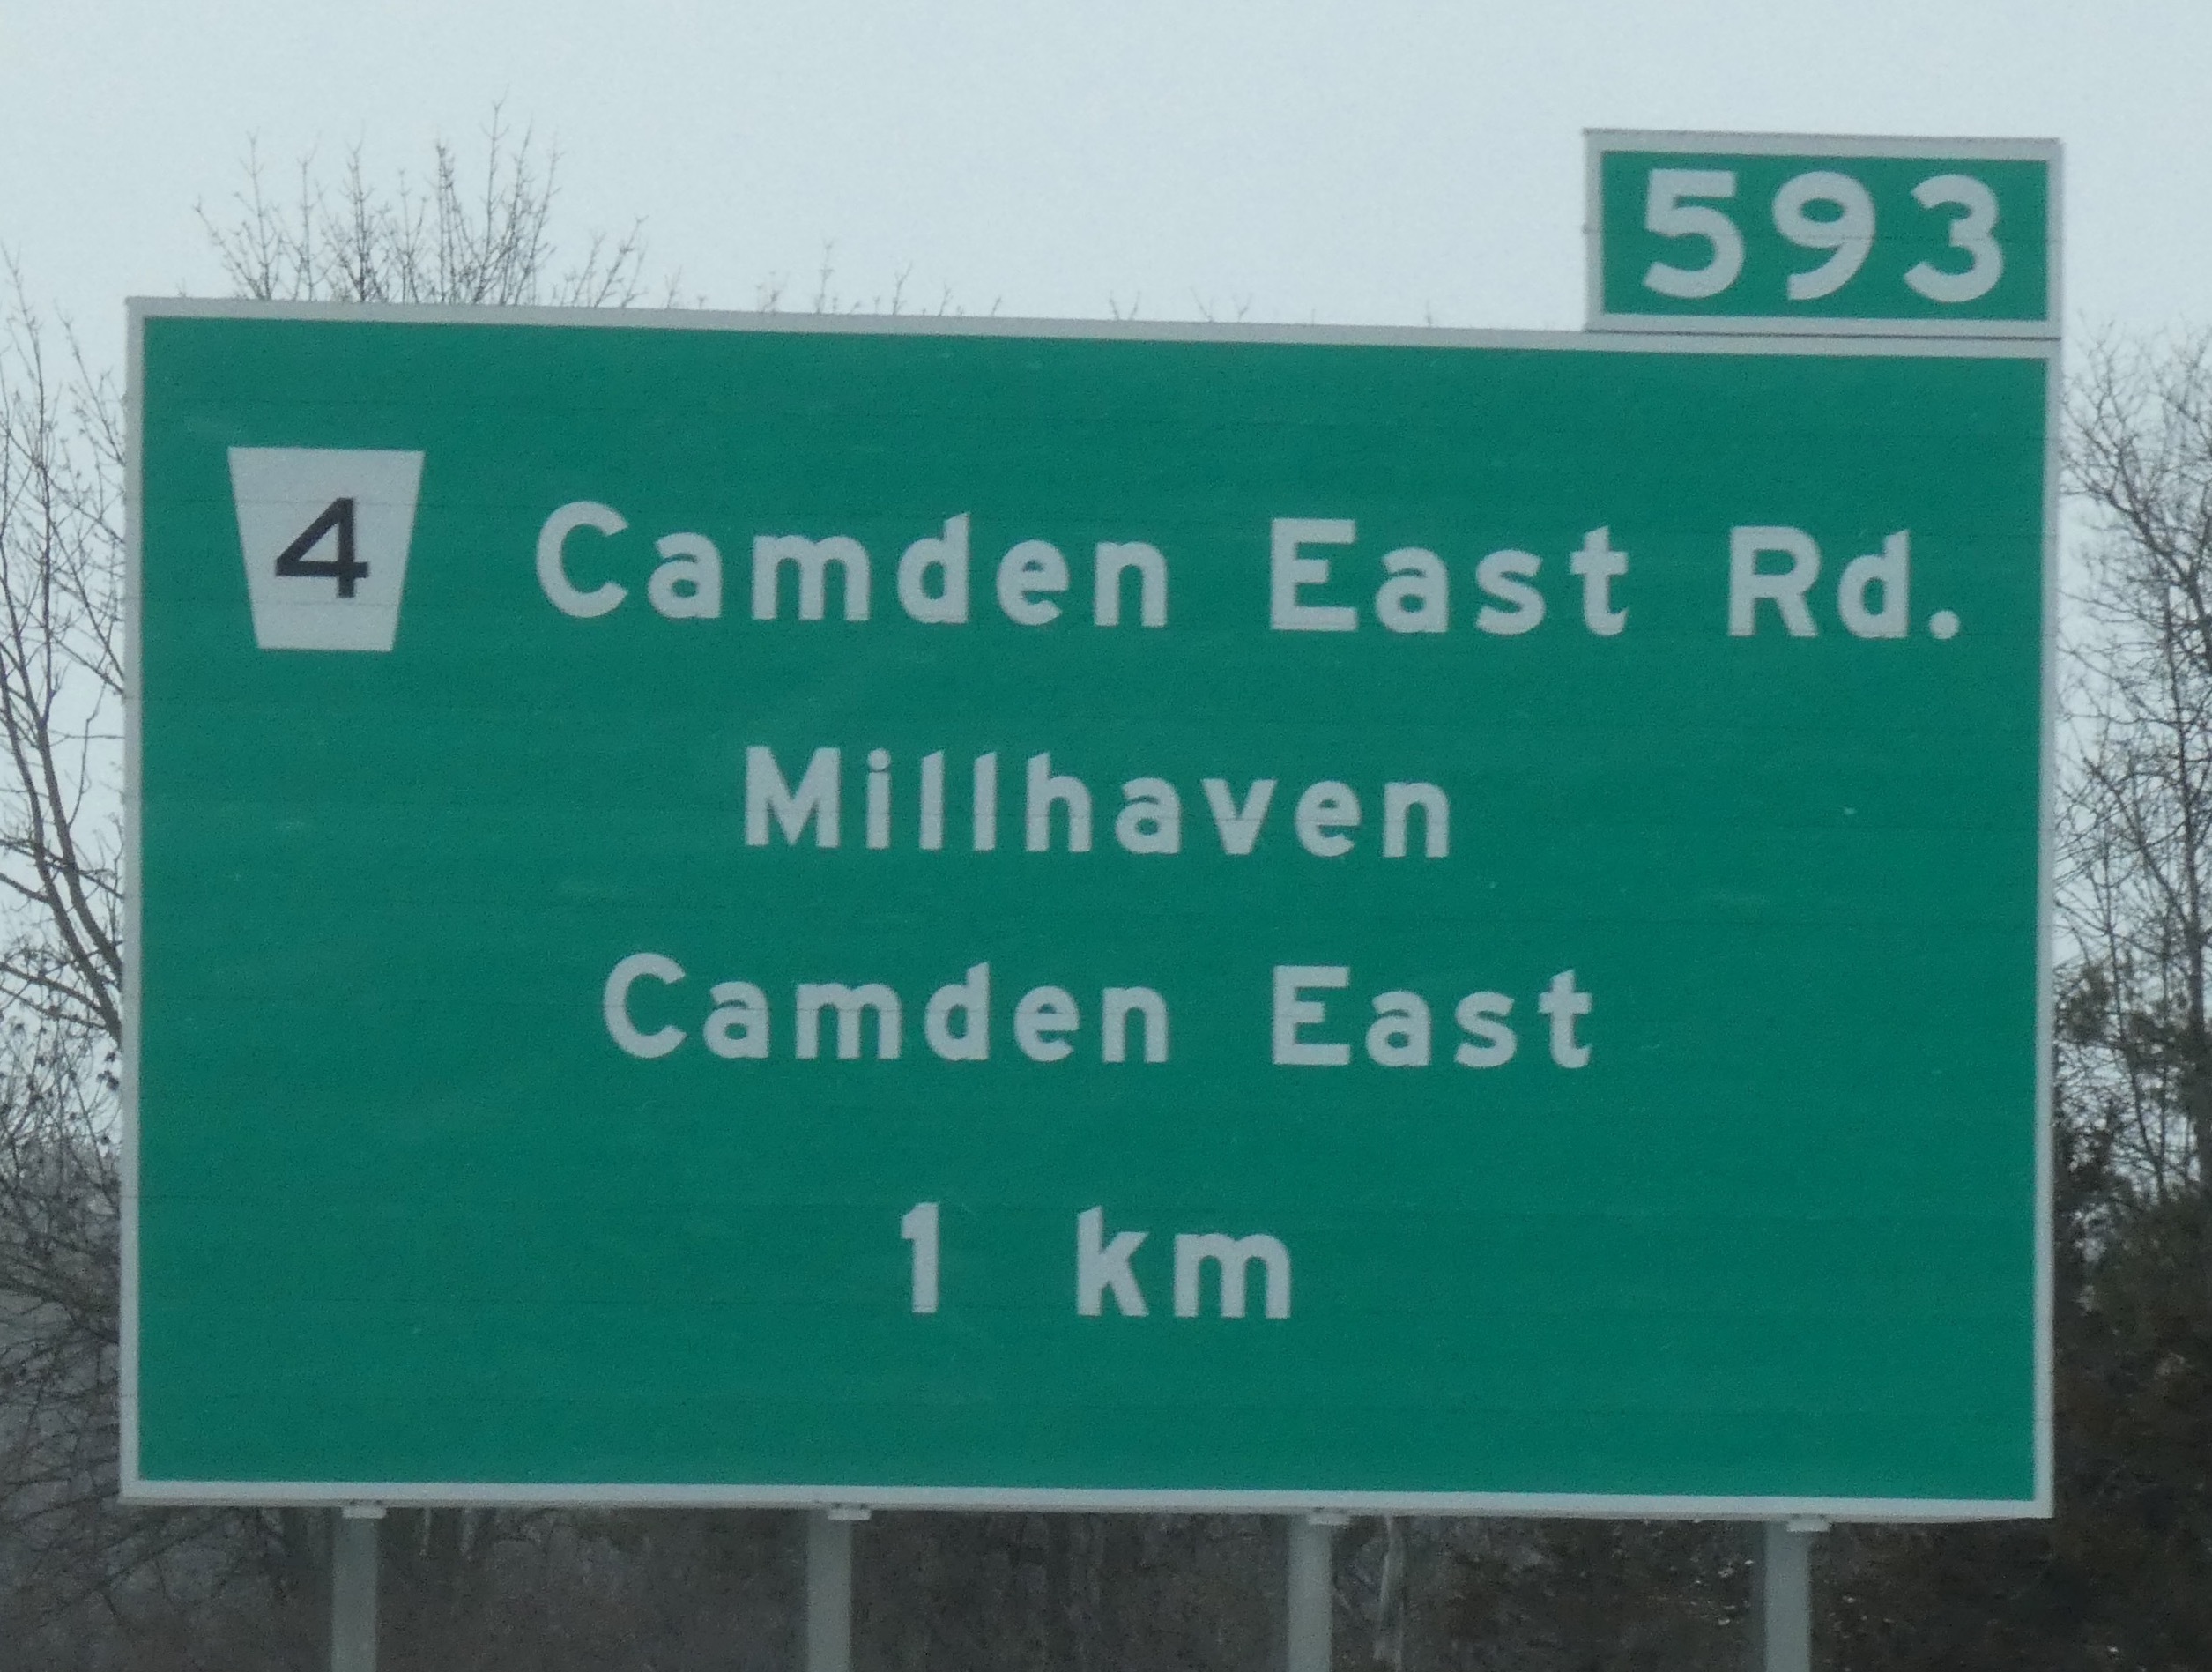 593
4 Camden East Rd.
Millhaven
Camden East
1 km